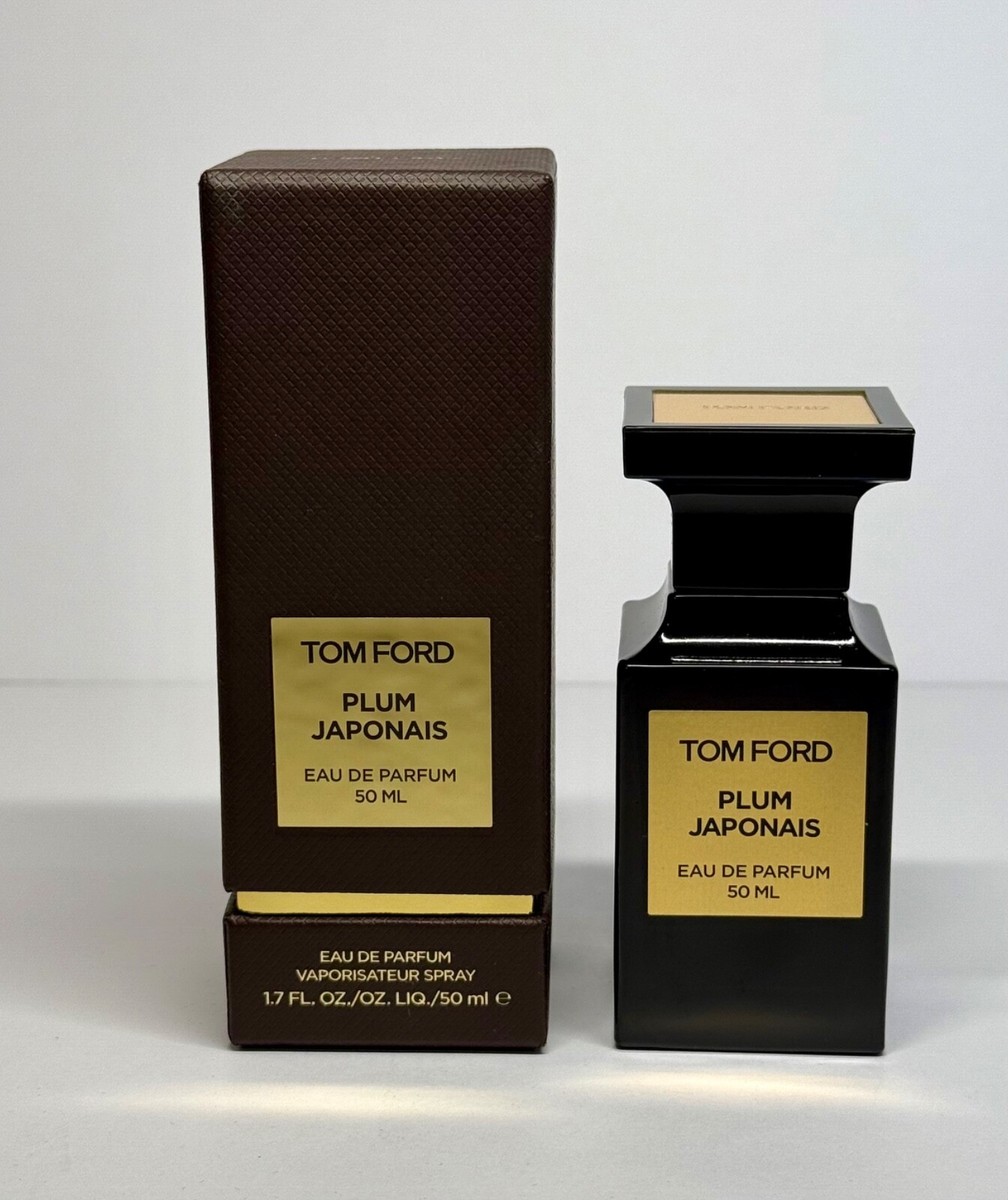 TOM FORD
PLUM
JAPONAIS
EAU DE PARFUM
50 ML
EAU DE PARFUM
VAPORISATEUR SPRAY
1.7 FL. OZ./OZ. LIQ./50 ml ℮
TOM FORD
PLUM
JAPONAIS
EAU DE PARFUM
50 ML